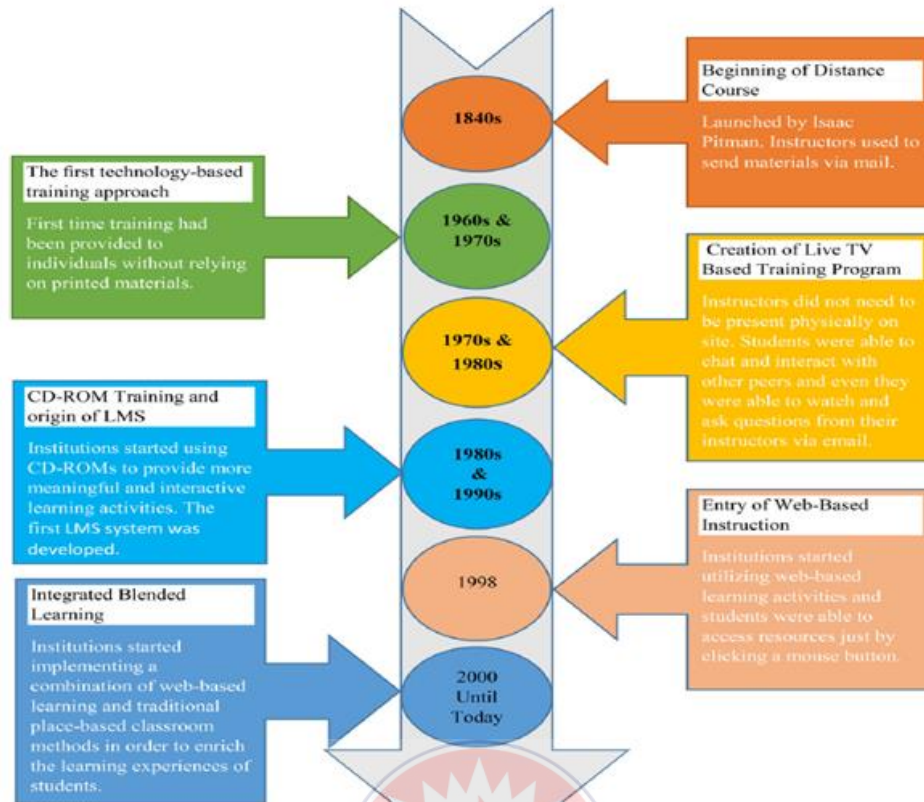 1840s
Beginning of Distance
Course
Launched by Isaac
Pitman. Instructors used to
send materials via mail.
The first technology-based
training approach
First time training had
been provided to
individuals without relying
on printed materials.
1960s &
1970s
1970s &
1980s
Creation of Live TV
Based Training Program
Instructors did not need to
be present physically on
site. Students were able to
chat and interact with
other peers and even they
were able to watch and
ask questions from their
instructors via email.
CD-ROM Training and
origin of LMS
Institutions started using
CD-ROMs to provide more
meaningful and interactive
learning activities. The
first LMS system was
developed.
1980s
&
1990s
1998
Entry of Web-Based
Instruction
Institutions started
utilizing web-based
learning activities and
students were able to
access resources just by
clicking a mouse button.
Integrated Blended
Learning
Institutions started
implementing a
combination of web-based
learning and traditional
place-based classroom
methods in order to enrich
the learning experiences of
students.
2000
Until
Today